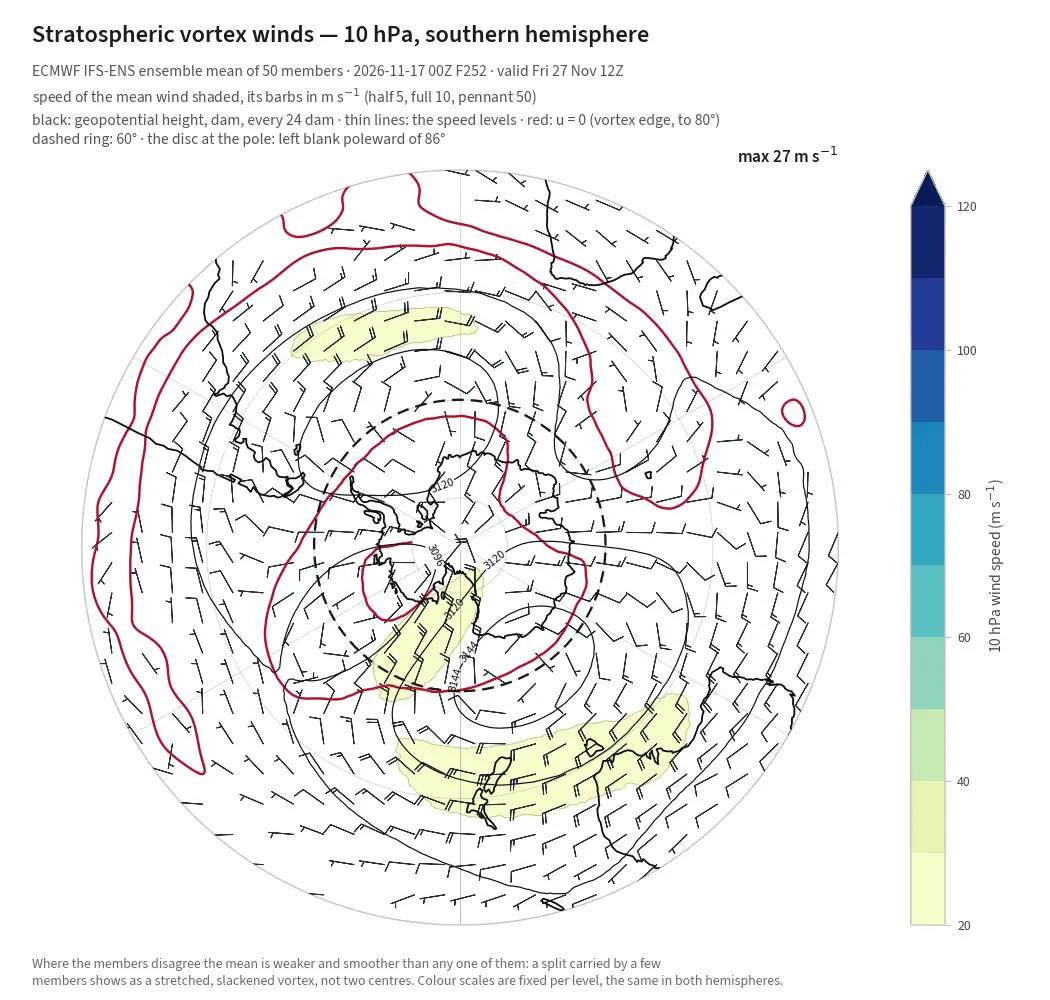 Stratospheric vortex winds — 10 hPa, southern hemisphere
ECMWF IFS-ENS ensemble mean of 50 members · 2026-11-17 00Z F252 · valid Fri 27 Nov 12Z
speed of the mean wind shaded, its barbs in m s⁻¹ (half 5, full 10, pennant 50)
black: geopotential height, dam, every 24 dam · thin lines: the speed levels · red: u = 0 (vortex edge, to 80°)
dashed ring: 60° · the disc at the pole: left blank poleward of 86°
max 27 m s⁻¹
120
100
80
60
40
20
10 hPa wind speed (m s⁻¹)
3120
3096
3120
3120
3144
3144
Where the members disagree the mean is weaker and smoother than any one of them: a split carried by a few
members shows as a stretched, slackened vortex, not two centres. Colour scales are fixed per level, the same in both hemispheres.